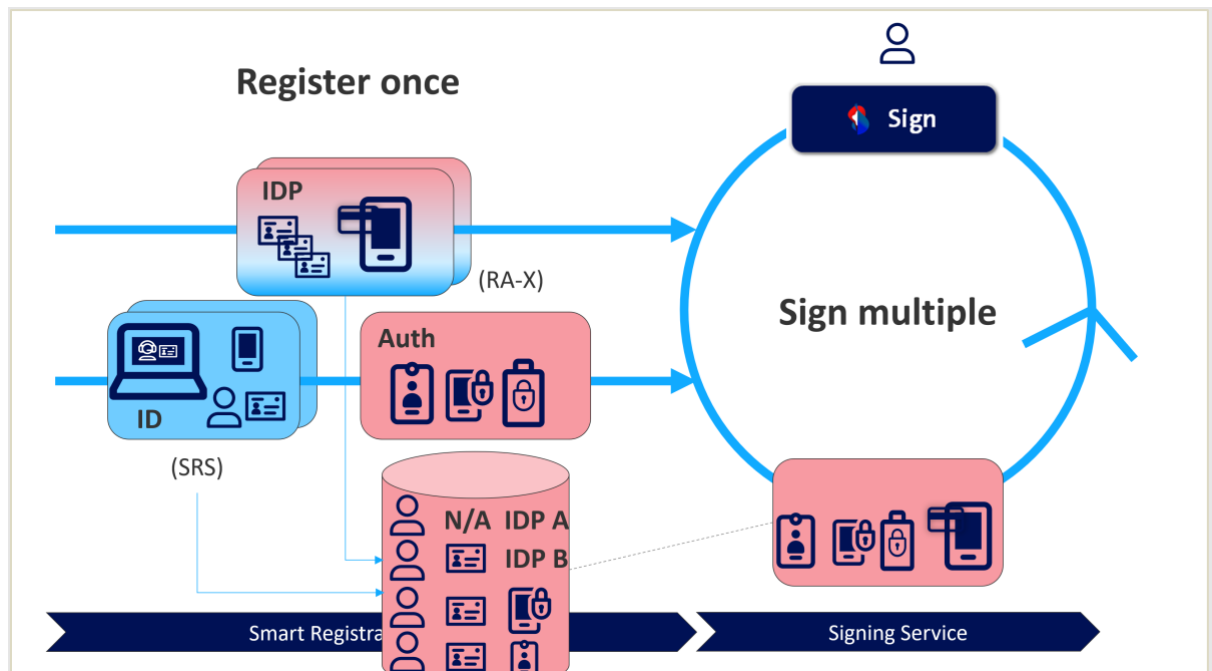 Register once
Sign
IDP
(RA-X)
Sign multiple
Auth
ID
(SRS)
N/A IDP A
IDP B
Smart Registra
Signing Service